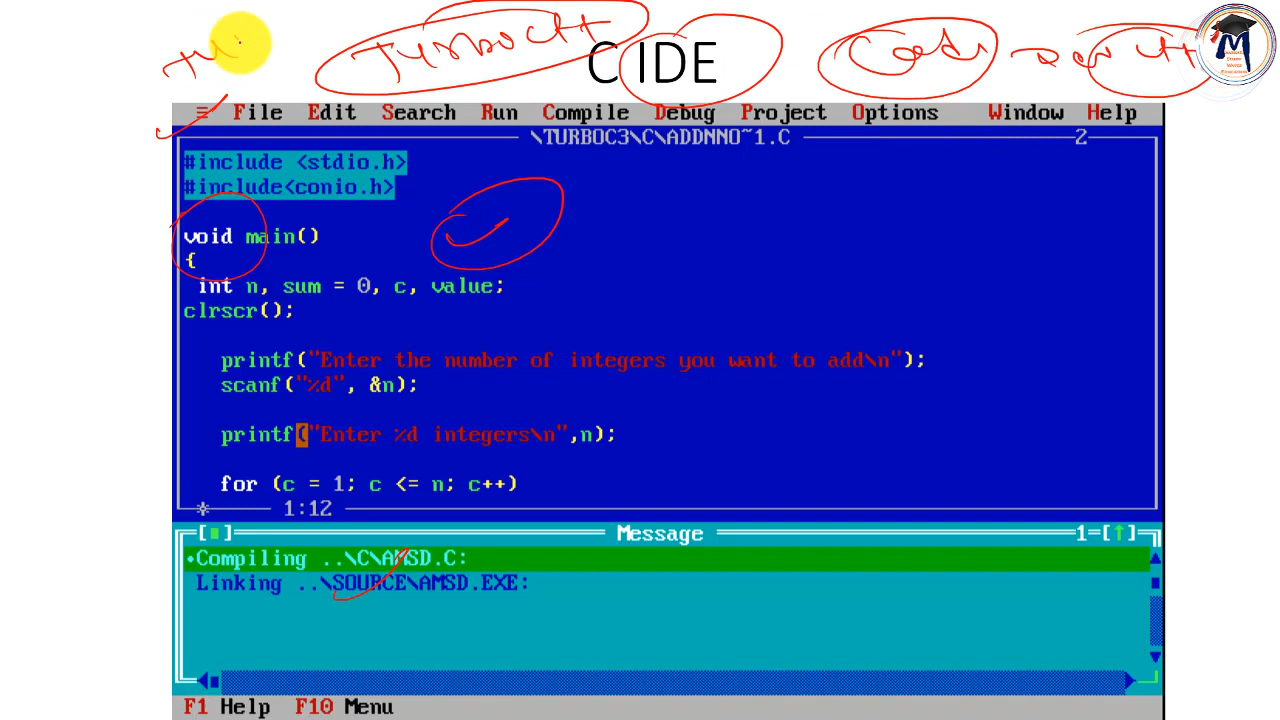 Turbo C++
C IDE
≡ File Edit Search Run Compile Debug Project Options Window Help
\TURBOC3\C\ADDNNO~1.C 2
#include <stdio.h>
#include<conio.h>
void main()
{
int n, sum = 0, c, value;
clrscr();
printf("Enter the number of integers you want to add\n");
scanf("%d", &n);
printf("Enter %d integers\n",n);
for (c = 1; c <= n; c++)
1:12
Message 1=[↑]
•Compiling ..\C\AMSD.C:
Linking ..\SOURCE\AMSD.EXE:
F1 Help F10 Menu